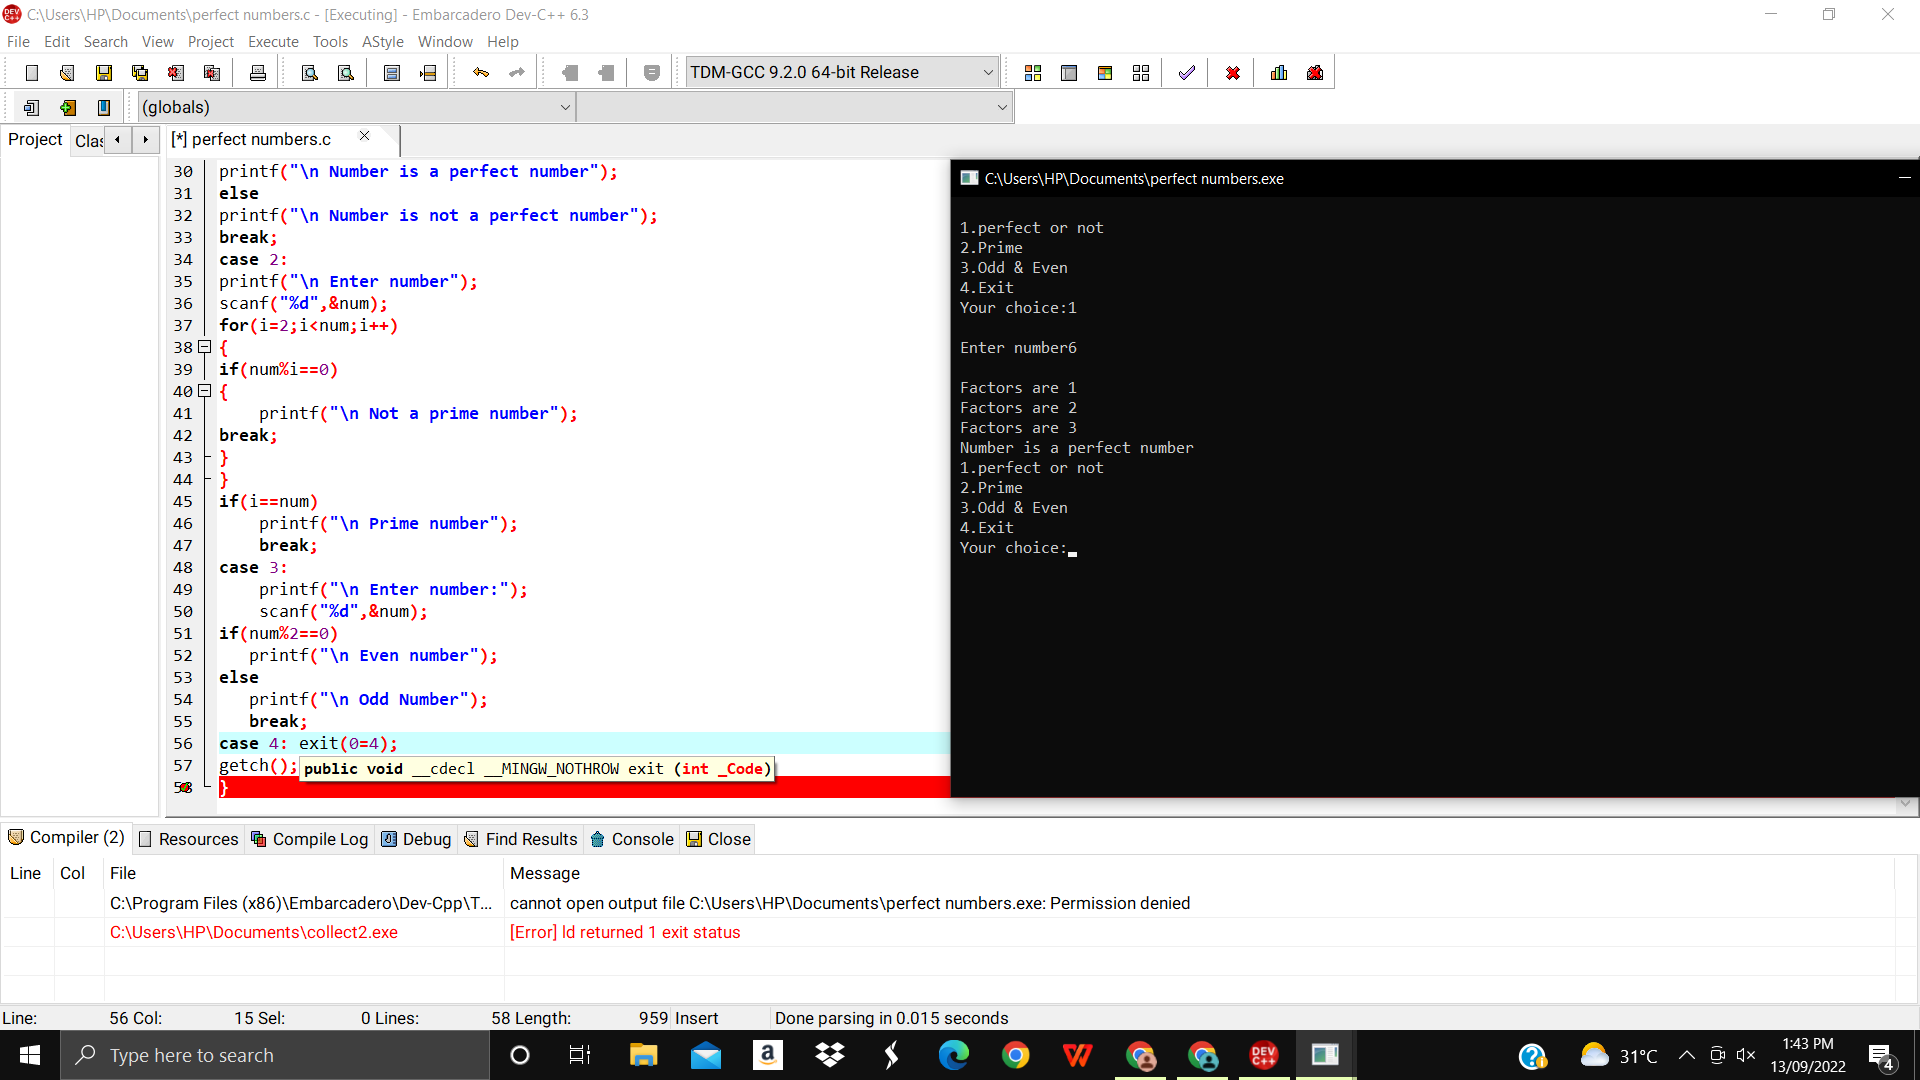 C:\Users\HP\Documents\perfect numbers.c - [Executing] - Embarcadero Dev-C++ 6.3
File Edit Search View Project Execute Tools AStyle Window Help
TDM-GCC 9.2.0 64-bit Release
(globals)
Project Clas [*] perfect numbers.c
30 printf("\n Number is a perfect number");
31 else
32 printf("\n Number is not a perfect number");
33 break;
34 case 2:
35 printf("\n Enter number");
36 scanf("%d",&num);
37 for(i=2;i<num;i++)
38 {
39 if(num%i==0)
40 {
41 printf("\n Not a prime number");
42 break;
43 }
44 }
45 if(i==num)
46 printf("\n Prime number");
47 break;
48 case 3:
49 printf("\n Enter number:");
50 scanf("%d",&num);
51 if(num%2==0)
52 printf("\n Even number");
53 else
54 printf("\n Odd Number");
55 break;
56 case 4: exit(0=4);
57 getch();
public void __cdecl __MINGW_NOTHROW exit (int _Code)
58 }
C:\Users\HP\Documents\perfect numbers.exe
1.perfect or not
2.Prime
3.Odd & Even
4.Exit
Your choice:1
Enter number6
Factors are 1
Factors are 2
Factors are 3
Number is a perfect number
1.perfect or not
2.Prime
3.Odd & Even
4.Exit
Your choice:
Compiler (2) Resources Compile Log Debug Find Results Console Close
Line Col File Message
C:\Program Files (x86)\Embarcadero\Dev-Cpp\T... cannot open output file C:\Users\HP\Documents\perfect numbers.exe: Permission denied
C:\Users\HP\Documents\collect2.exe [Error] ld returned 1 exit status
Line: 56 Col: 15 Sel: 0 Lines: 58 Length: 959 Insert Done parsing in 0.015 seconds
Type here to search
31°C
1:43 PM
13/09/2022
4